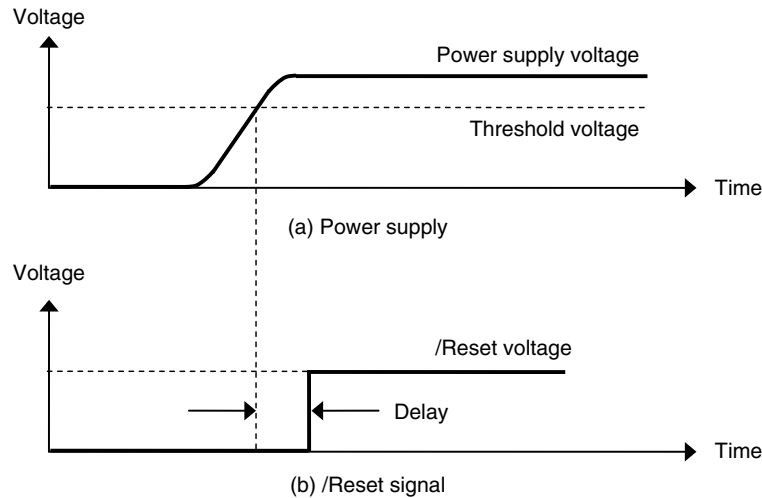 Voltage
Power supply voltage
Threshold voltage
Time
(a) Power supply
Voltage
/Reset voltage
Delay
Time
(b) /Reset signal